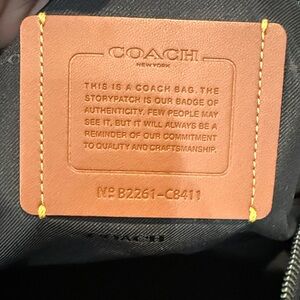 COACH
NEW YORK
THIS IS A COACH BAG. THE
STORYPATCH IS OUR BADGE OF
AUTHENTICITY. FEW PEOPLE MAY
SEE IT, BUT IT WILL ALWAYS BE A
REMINDER OF OUR COMMITMENT
TO QUALITY AND CRAFTSMANSHIP.
Nº B2261-C8411
COACH